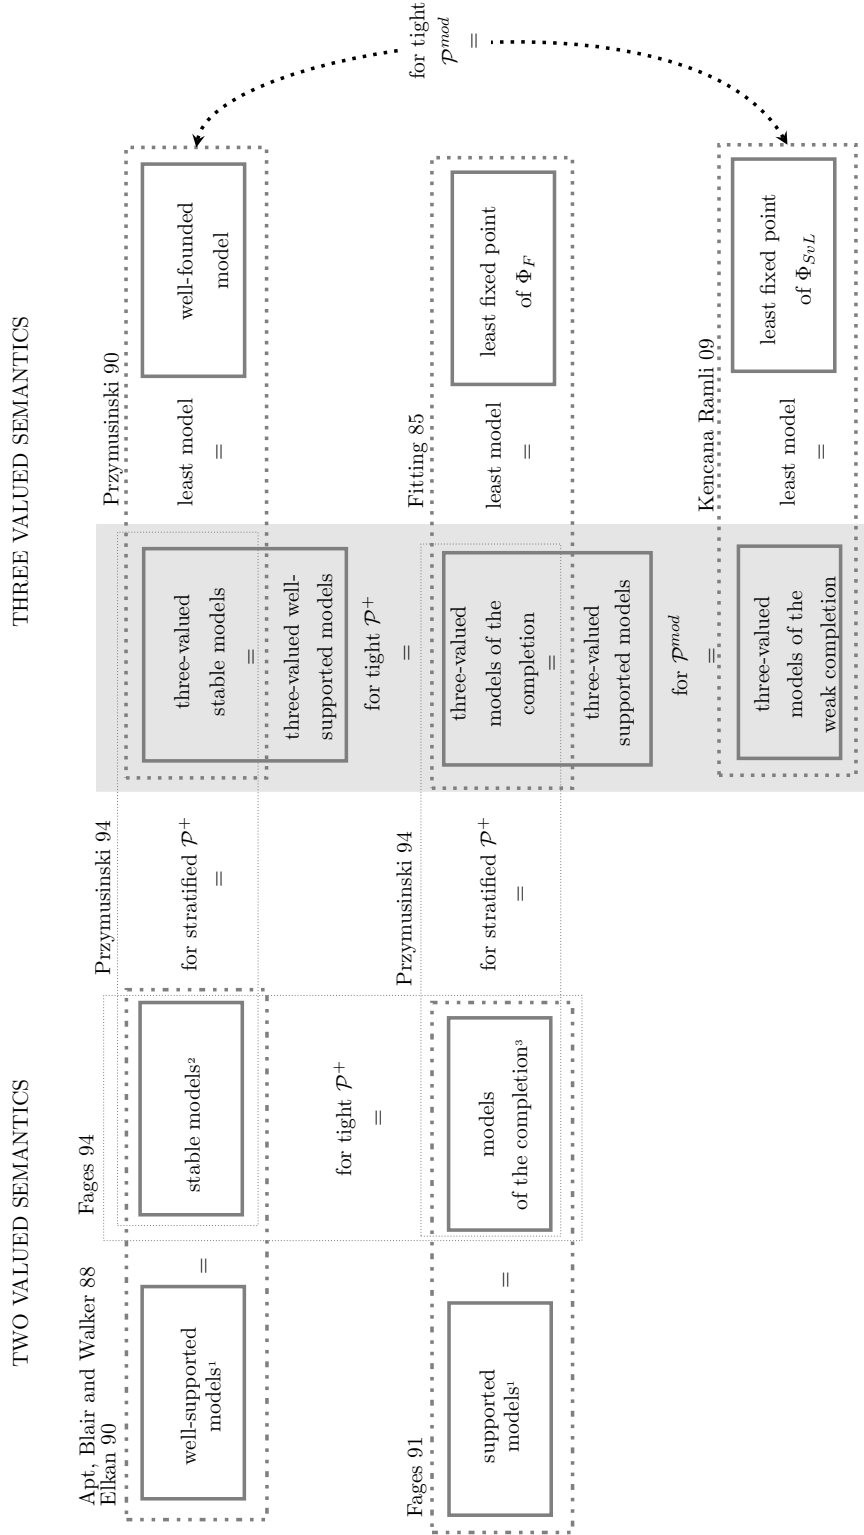 TWO VALUED SEMANTICS
THREE VALUED SEMANTICS
Apt, Blair and Walker 88
Elkan 90
Fages 94
Przymusinski 94
Przymusinski 90
well-supported
models¹
=
stable models²
for stratified 𝒫⁺
=
three-valued
stable models
=
three-valued well-
supported models
least model
=
well-founded
model
for tight 𝒫⁺
=
for tight 𝒫⁺
=
for tight
𝒫ᵐᵒᵈ
=
Fages 91
Przymusinski 94
Fitting 85
supported
models¹
=
models
of the completion³
for stratified 𝒫⁺
=
three-valued
models of the
completion
=
three-valued
supported models
least model
=
least fixed point
of Φ_F
for 𝒫ᵐᵒᵈ
=
Kencana Ramli 09
three-valued
models of the
weak completion
least model
=
least fixed point
of Φ_SvL